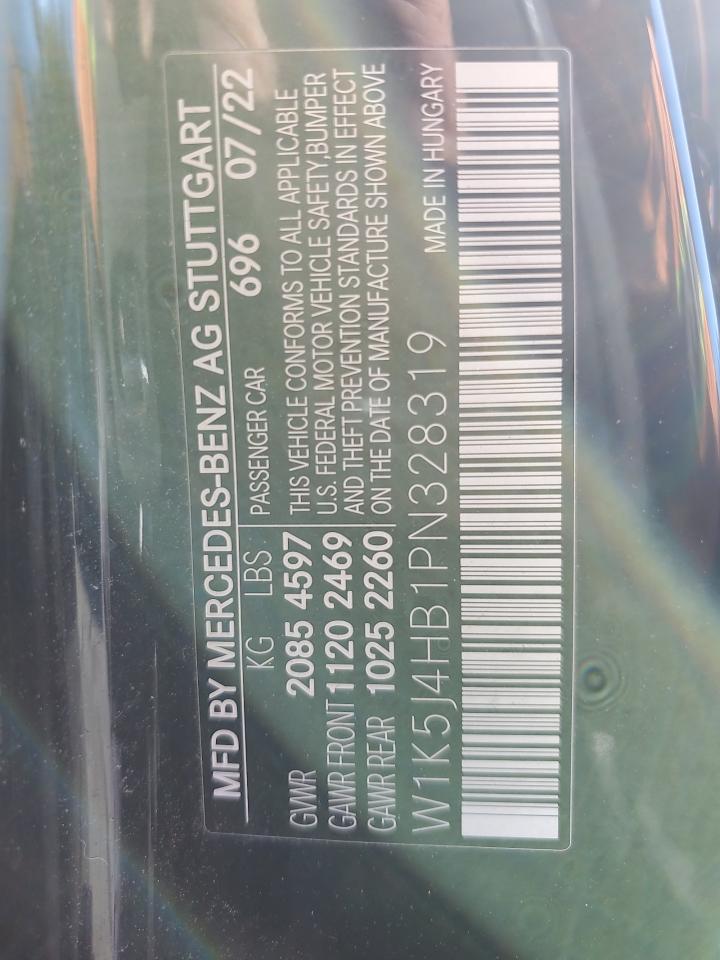 MFD BY MERCEDES-BENZ AG STUTTGART
KG LBS PASSENGER CAR 696 07/22
GVWR 2085 4597
GAWR FRONT 1120 2469
GAWR REAR 1025 2260
THIS VEHICLE CONFORMS TO ALL APPLICABLE
U.S. FEDERAL MOTOR VEHICLE SAFETY,BUMPER
AND THEFT PREVENTION STANDARDS IN EFFECT
ON THE DATE OF MANUFACTURE SHOWN ABOVE
W1K5J4HB1PN328319 MADE IN HUNGARY